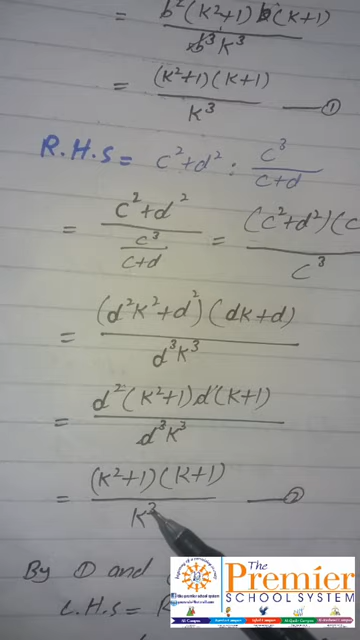 = b²(k²+1) b(k+1) / b³k³
= (k²+1)(k+1) / k³ —— ①
R.H.S = c²+d² : c³ / c+d
= c²+d² / (c³ / c+d) = (c²+d²)(c / c³
= (d²k²+d²)(dk+d) / d³k³
= d²(k²+1)d(k+1) / d³k³
= (k²+1)(k+1) / k³ —— ②
By ① and
L.H.S = R
The Premier
SCHOOL SYSTEM